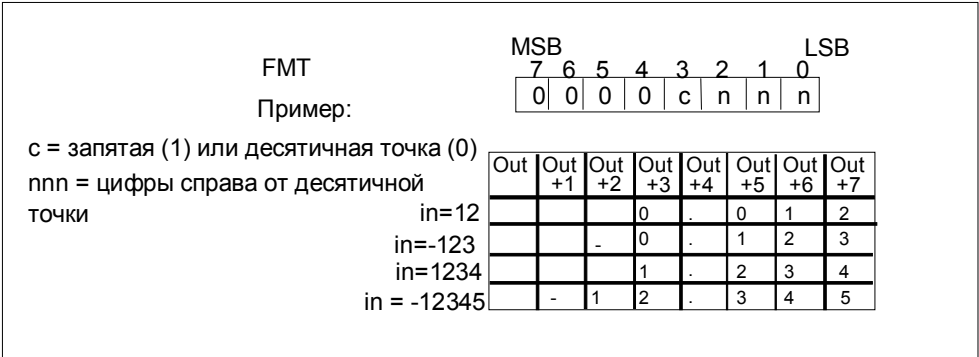 MSB LSB
FMT 7 6 5 4 3 2 1 0
0 0 0 0 c n n n
Пример:
c = запятая (1) или десятичная точка (0)
nnn = цифры справа от десятичной
точки
Out Out Out Out Out Out Out Out
+1 +2 +3 +4 +5 +6 +7
in=12 0 . 0 1 2
in=-123 - 0 . 1 2 3
in=1234 1 . 2 3 4
in = -12345 - 1 2 . 3 4 5